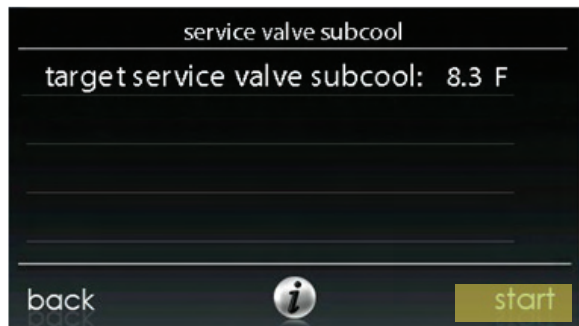 service valve subcool
target service valve subcool: 8.3 F
back
i
start